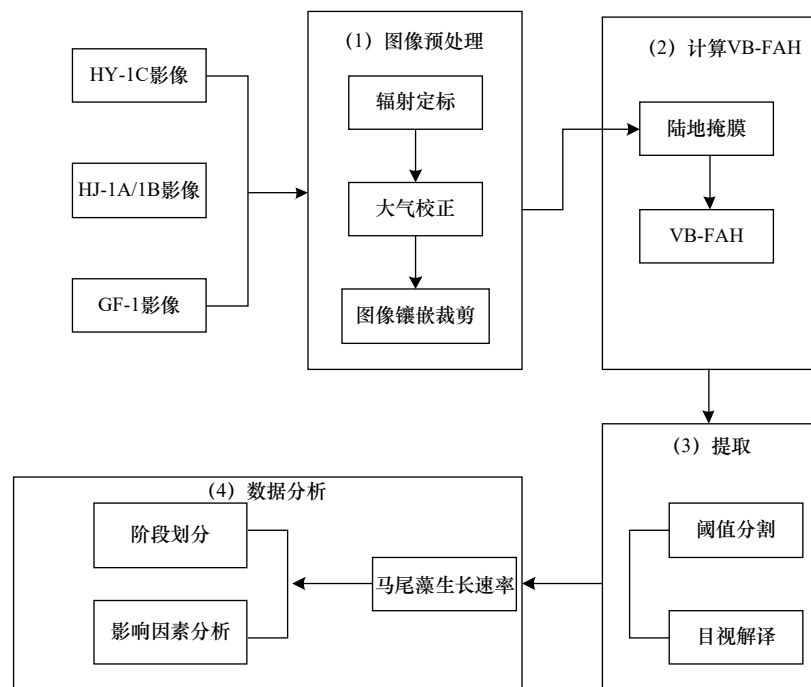 HY-1C影像
HJ-1A/1B影像
GF-1影像
（1）图像预处理
辐射定标
大气校正
图像镶嵌裁剪
（2）计算VB-FAH
陆地掩膜
VB-FAH
（3）提取
阈值分割
目视解译
（4）数据分析
马尾藻生长速率
阶段划分
影响因素分析